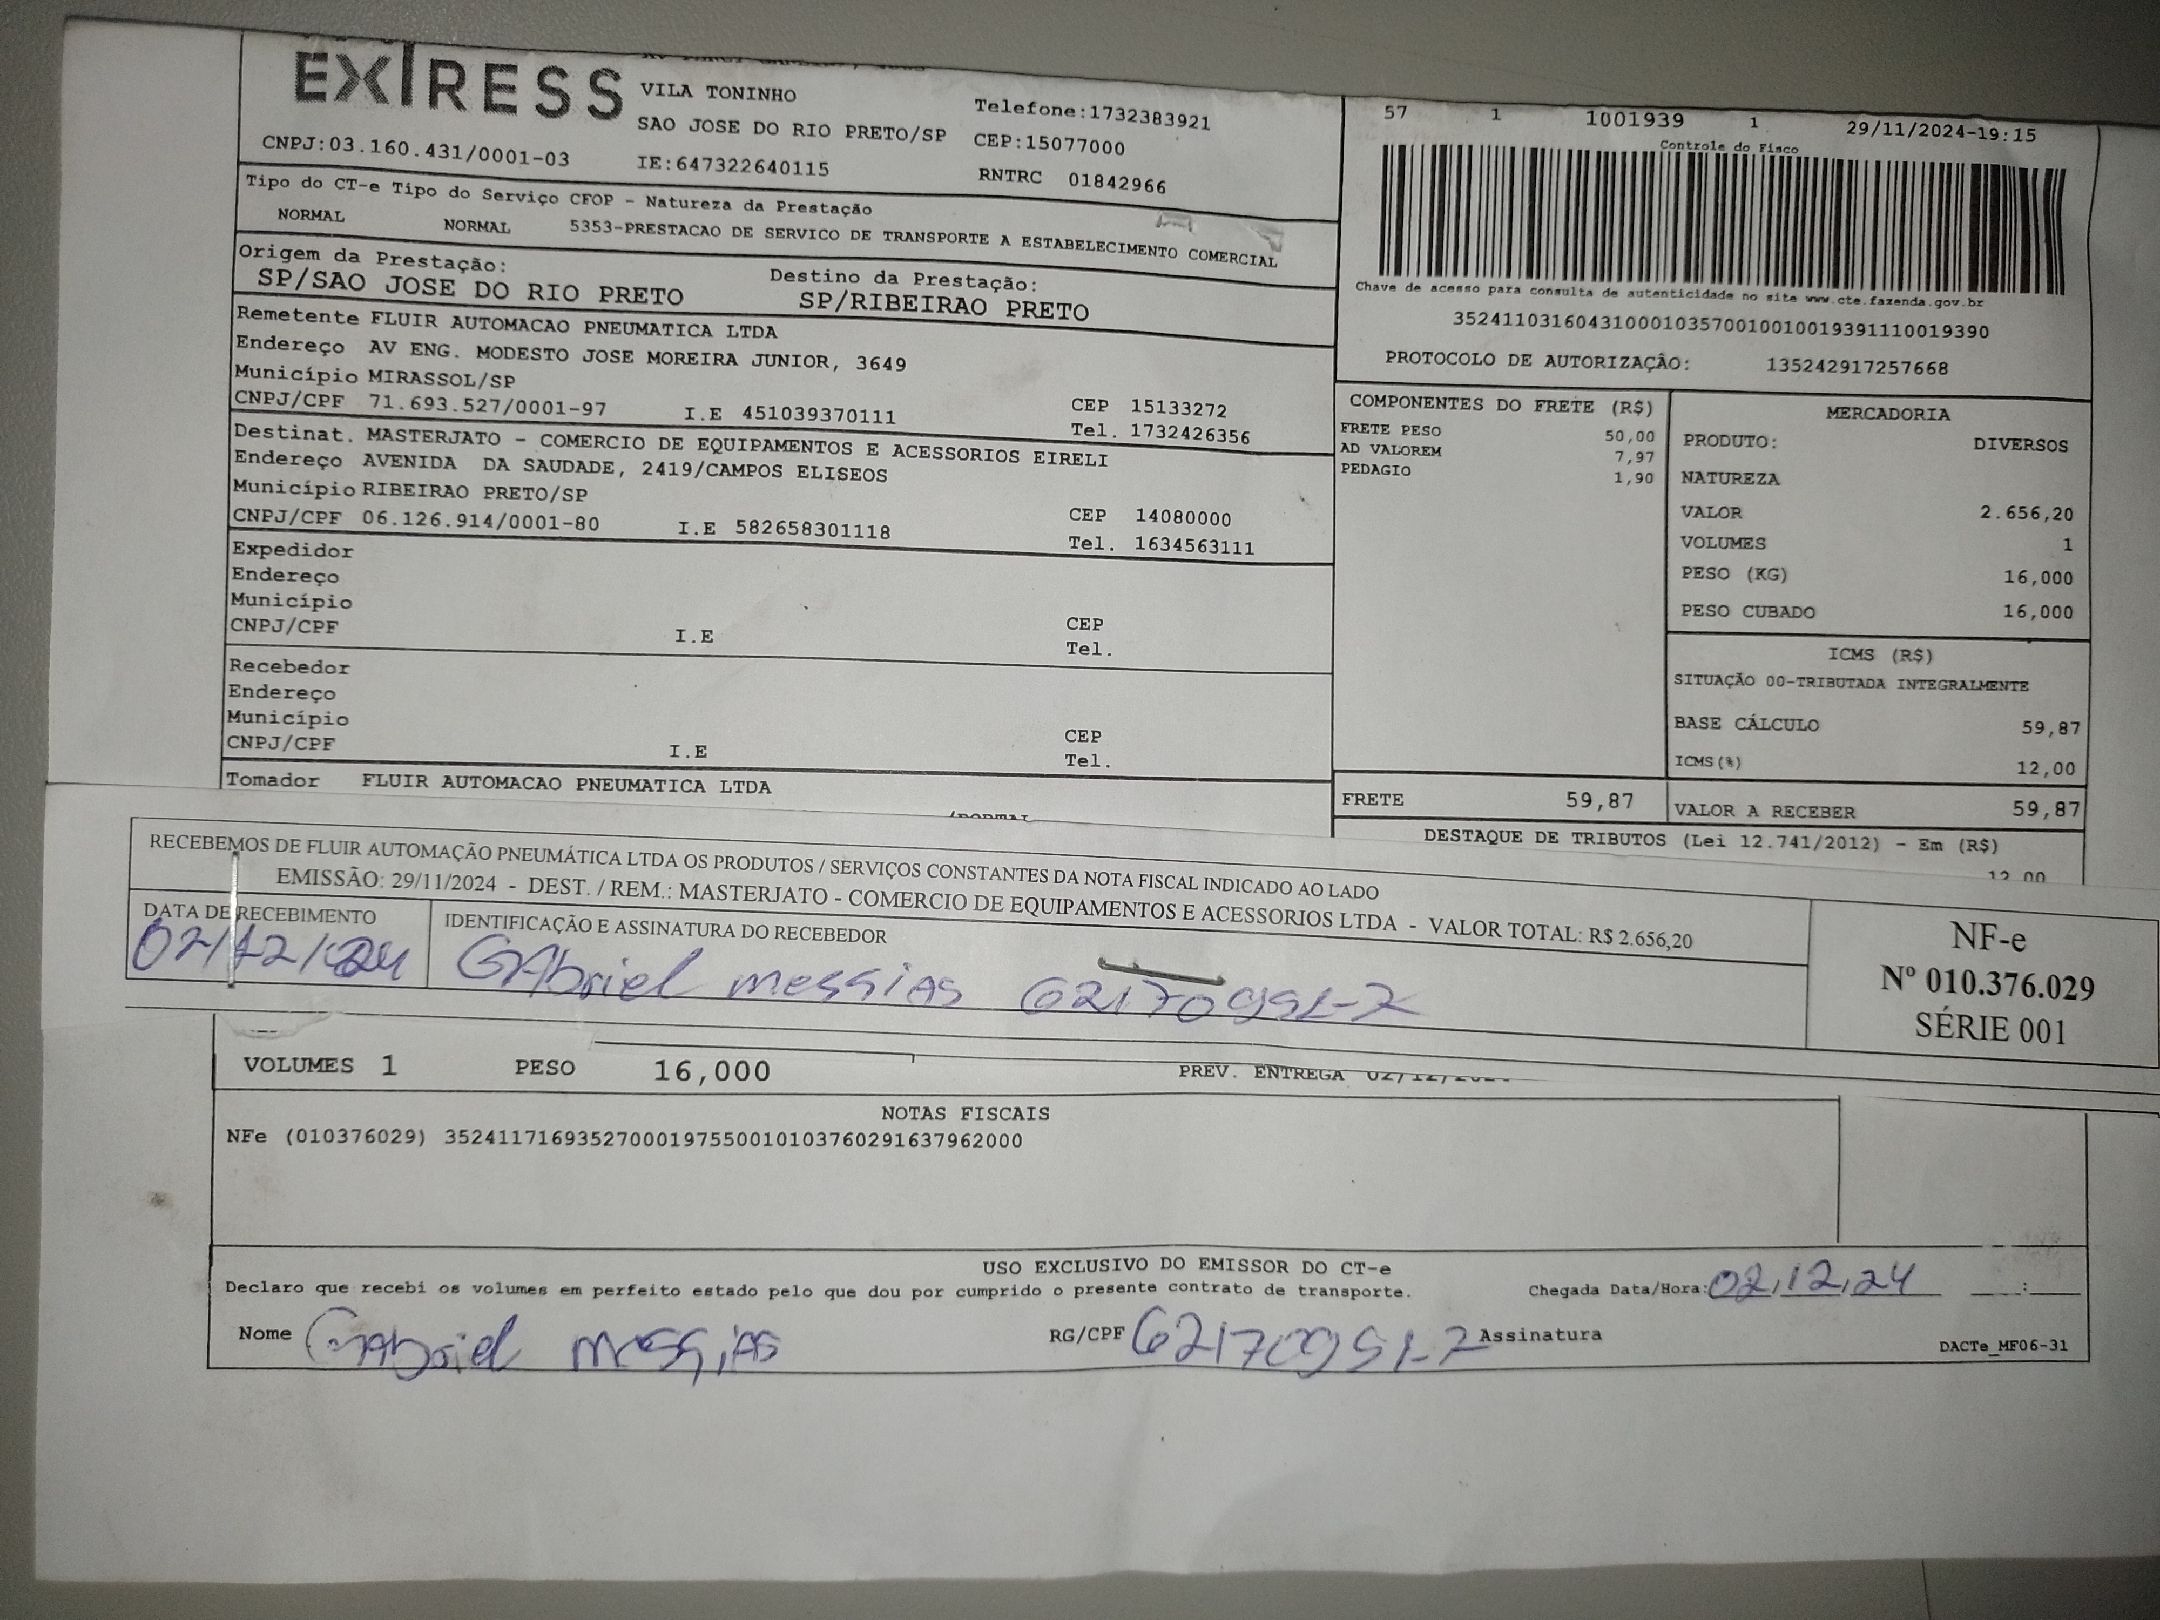 EXIRESS
VILA TONINHO
Telefone:1732383921
SAO JOSE DO RIO PRETO/SP CEP:15077000
CNPJ:03.160.431/0001-03 IE:647322640115 RNTRC 01842966
57 1 1001939 1 29/11/2024-19:15
Controle do Fisco
Tipo do CT-e Tipo do Serviço CFOP - Natureza da Prestação
NORMAL NORMAL 5353-PRESTACAO DE SERVICO DE TRANSPORTE A ESTABELECIMENTO COMERCIAL
Origem da Prestação: Destino da Prestação:
SP/SAO JOSE DO RIO PRETO SP/RIBEIRAO PRETO
Chave de acesso para consulta de autenticidade no site www.cte.fazenda.gov.br
35241103160431000103570010010019391110019390
PROTOCOLO DE AUTORIZAÇÃO: 135242917257668
Remetente FLUIR AUTOMACAO PNEUMATICA LTDA
Endereço AV ENG. MODESTO JOSE MOREIRA JUNIOR, 3649
Município MIRASSOL/SP CEP 15133272
CNPJ/CPF 71.693.527/0001-97 I.E 451039370111 Tel. 1732426356
Destinat. MASTERJATO - COMERCIO DE EQUIPAMENTOS E ACESSORIOS EIRELI
Endereço AVENIDA DA SAUDADE, 2419/CAMPOS ELISEOS
Município RIBEIRAO PRETO/SP CEP 14080000
CNPJ/CPF 06.126.914/0001-80 I.E 582658301118 Tel. 1634563111
Expedidor
Endereço
Município CEP
CNPJ/CPF I.E Tel.
Recebedor
Endereço
Município CEP
CNPJ/CPF I.E Tel.
Tomador FLUIR AUTOMACAO PNEUMATICA LTDA
COMPONENTES DO FRETE (R$)
FRETE PESO 50,00
AD VALOREM 7,97
PEDAGIO 1,90
FRETE 59,87
MERCADORIA
PRODUTO: DIVERSOS
NATUREZA
VALOR 2.656,20
VOLUMES 1
PESO (KG) 16,000
PESO CUBADO 16,000
ICMS (R$)
SITUAÇÃO 00-TRIBUTADA INTEGRALMENTE
BASE CÁLCULO 59,87
ICMS(%) 12,00
VALOR A RECEBER 59,87
DESTAQUE DE TRIBUTOS (Lei 12.741/2012) - Em (R$)
12,00
RECEBEMOS DE FLUIR AUTOMAÇÃO PNEUMÁTICA LTDA OS PRODUTOS / SERVIÇOS CONSTANTES DA NOTA FISCAL INDICADO AO LADO
EMISSÃO: 29/11/2024 - DEST. / REM.: MASTERJATO - COMERCIO DE EQUIPAMENTOS E ACESSORIOS LTDA - VALOR TOTAL: R$ 2.656,20
DATA DE RECEBIMENTO IDENTIFICAÇÃO E ASSINATURA DO RECEBEDOR
02/12/24 GAbriel messiAS 6217095L-7
NF-e
Nº 010.376.029
SÉRIE 001
VOLUMES 1 PESO 16,000 PREV. ENTREGA
NOTAS FISCAIS
NFe (010376029) 35241171693527000197550010103760291637962000
USO EXCLUSIVO DO EMISSOR DO CT-e
Declaro que recebi os volumes em perfeito estado pelo que dou por cumprido o presente contrato de transporte. Chegada Data/Hora: 02,12,24 :
Nome GAbriel messiAS RG/CPF 6217095L-7 Assinatura DACTe_MF06-31